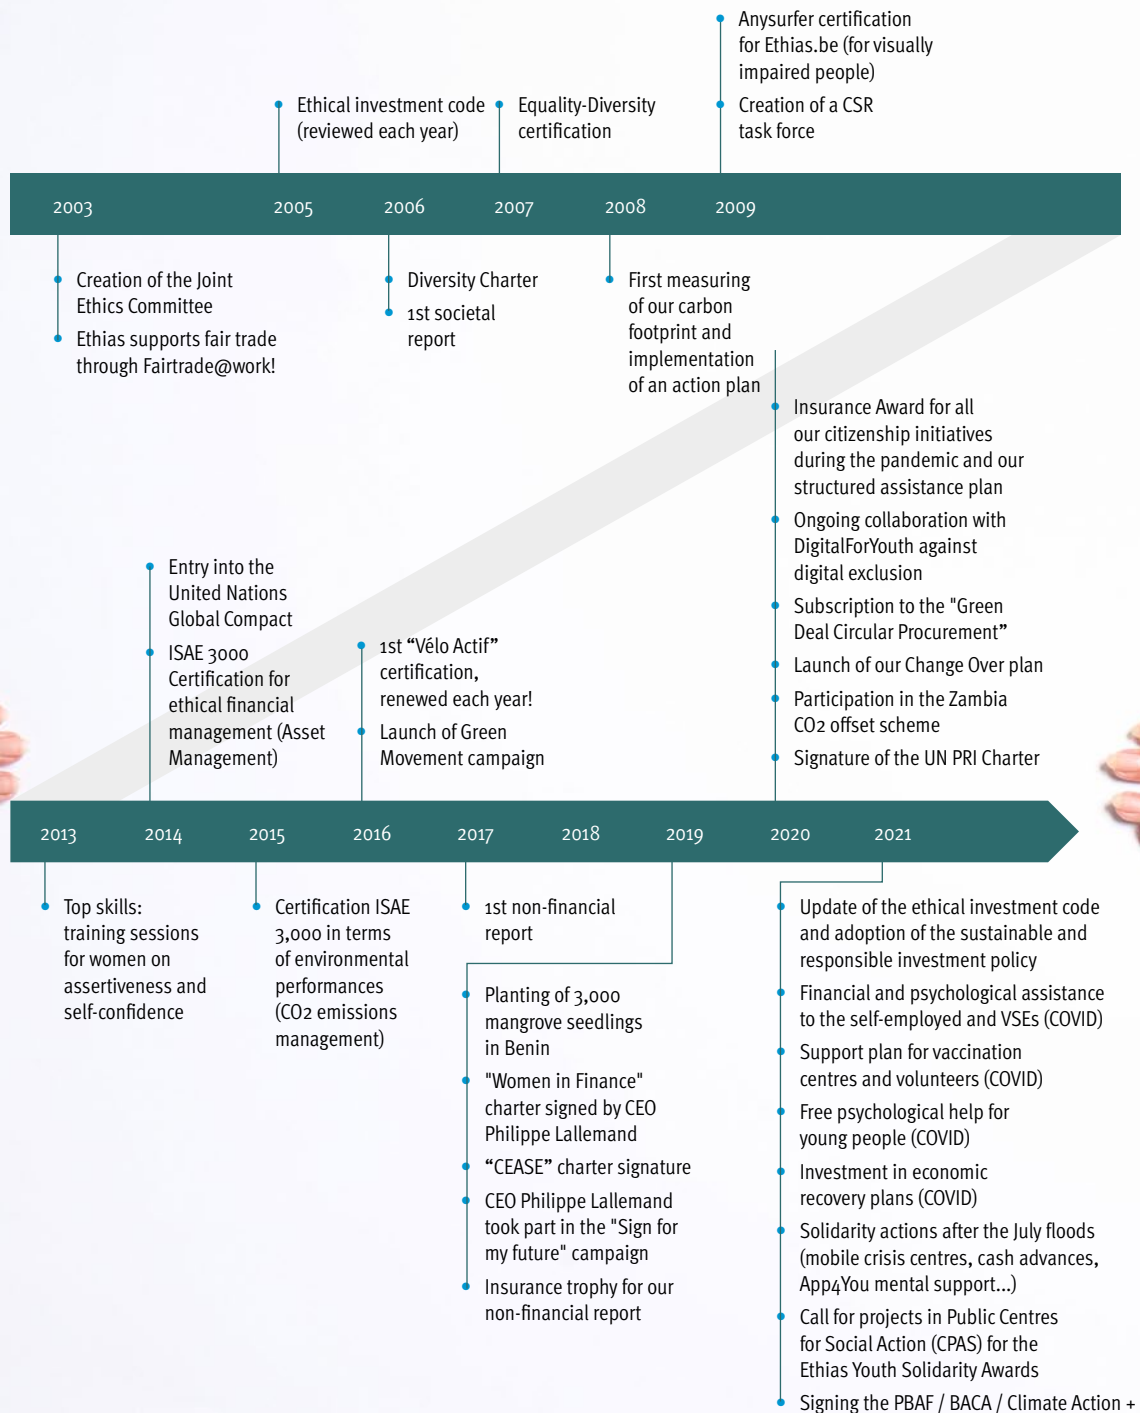 Anysurfer certification
for Ethias.be (for visually
impaired people)
Creation of a CSR
task force
Ethical investment code
(reviewed each year)
Equality-Diversity
certification
2003
2005
2006
2007
2008
2009
Creation of the Joint
Ethics Committee
Ethias supports fair trade
through Fairtrade@work!
Diversity Charter
1st societal
report
First measuring
of our carbon
footprint and
implementation
of an action plan
Entry into the
United Nations
Global Compact
ISAE 3000
Certification for
ethical financial
management (Asset
Management)
1st “Vélo Actif”
certification,
renewed each year!
Launch of Green
Movement campaign
Insurance Award for all
our citizenship initiatives
during the pandemic and our
structured assistance plan
Ongoing collaboration with
DigitalForYouth against
digital exclusion
Subscription to the "Green
Deal Circular Procurement”
Launch of our Change Over plan
Participation in the Zambia
CO2 offset scheme
Signature of the UN PRI Charter
2013
2014
2015
2016
2017
2018
2019
2020
2021
Top skills:
training sessions
for women on
assertiveness and
self-confidence
Certification ISAE
3,000 in terms
of environmental
performances
(CO2 emissions
management)
1st non-financial
report
Planting of 3,000
mangrove seedlings
in Benin
"Women in Finance"
charter signed by CEO
Philippe Lallemand
“CEASE” charter signature
CEO Philippe Lallemand
took part in the "Sign for
my future" campaign
Insurance trophy for our
non-financial report
Update of the ethical investment code
and adoption of the sustainable and
responsible investment policy
Financial and psychological assistance
to the self-employed and VSEs (COVID)
Support plan for vaccination
centres and volunteers (COVID)
Free psychological help for
young people (COVID)
Investment in economic
recovery plans (COVID)
Solidarity actions after the July floods
(mobile crisis centres, cash advances,
App4You mental support...)
Call for projects in Public Centres
for Social Action (CPAS) for the
Ethias Youth Solidarity Awards
Signing the PBAF / BACA / Climate Action +